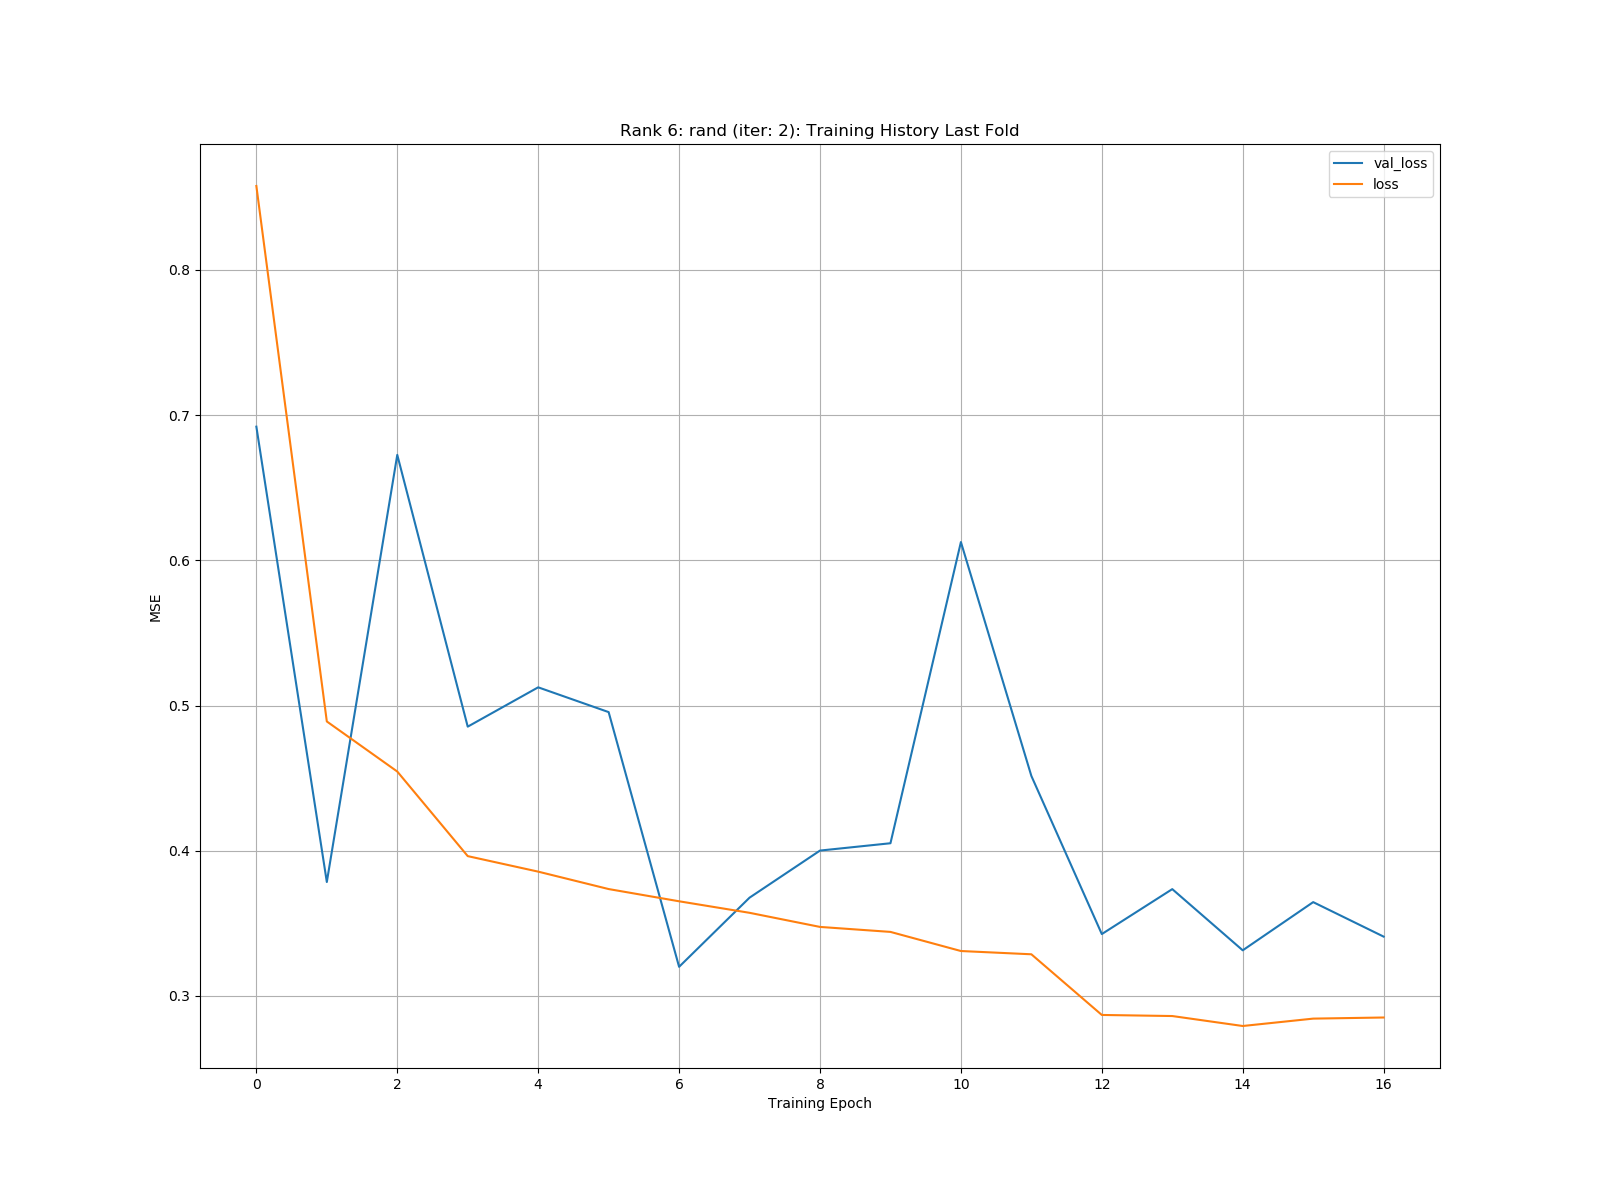 Rank 6: rand (iter: 2): Training History Last Fold
val_loss
loss
0.8
0.7
0.6
0.5
0.4
0.3
MSE
0 2 4 6 8 10 12 14 16
Training Epoch